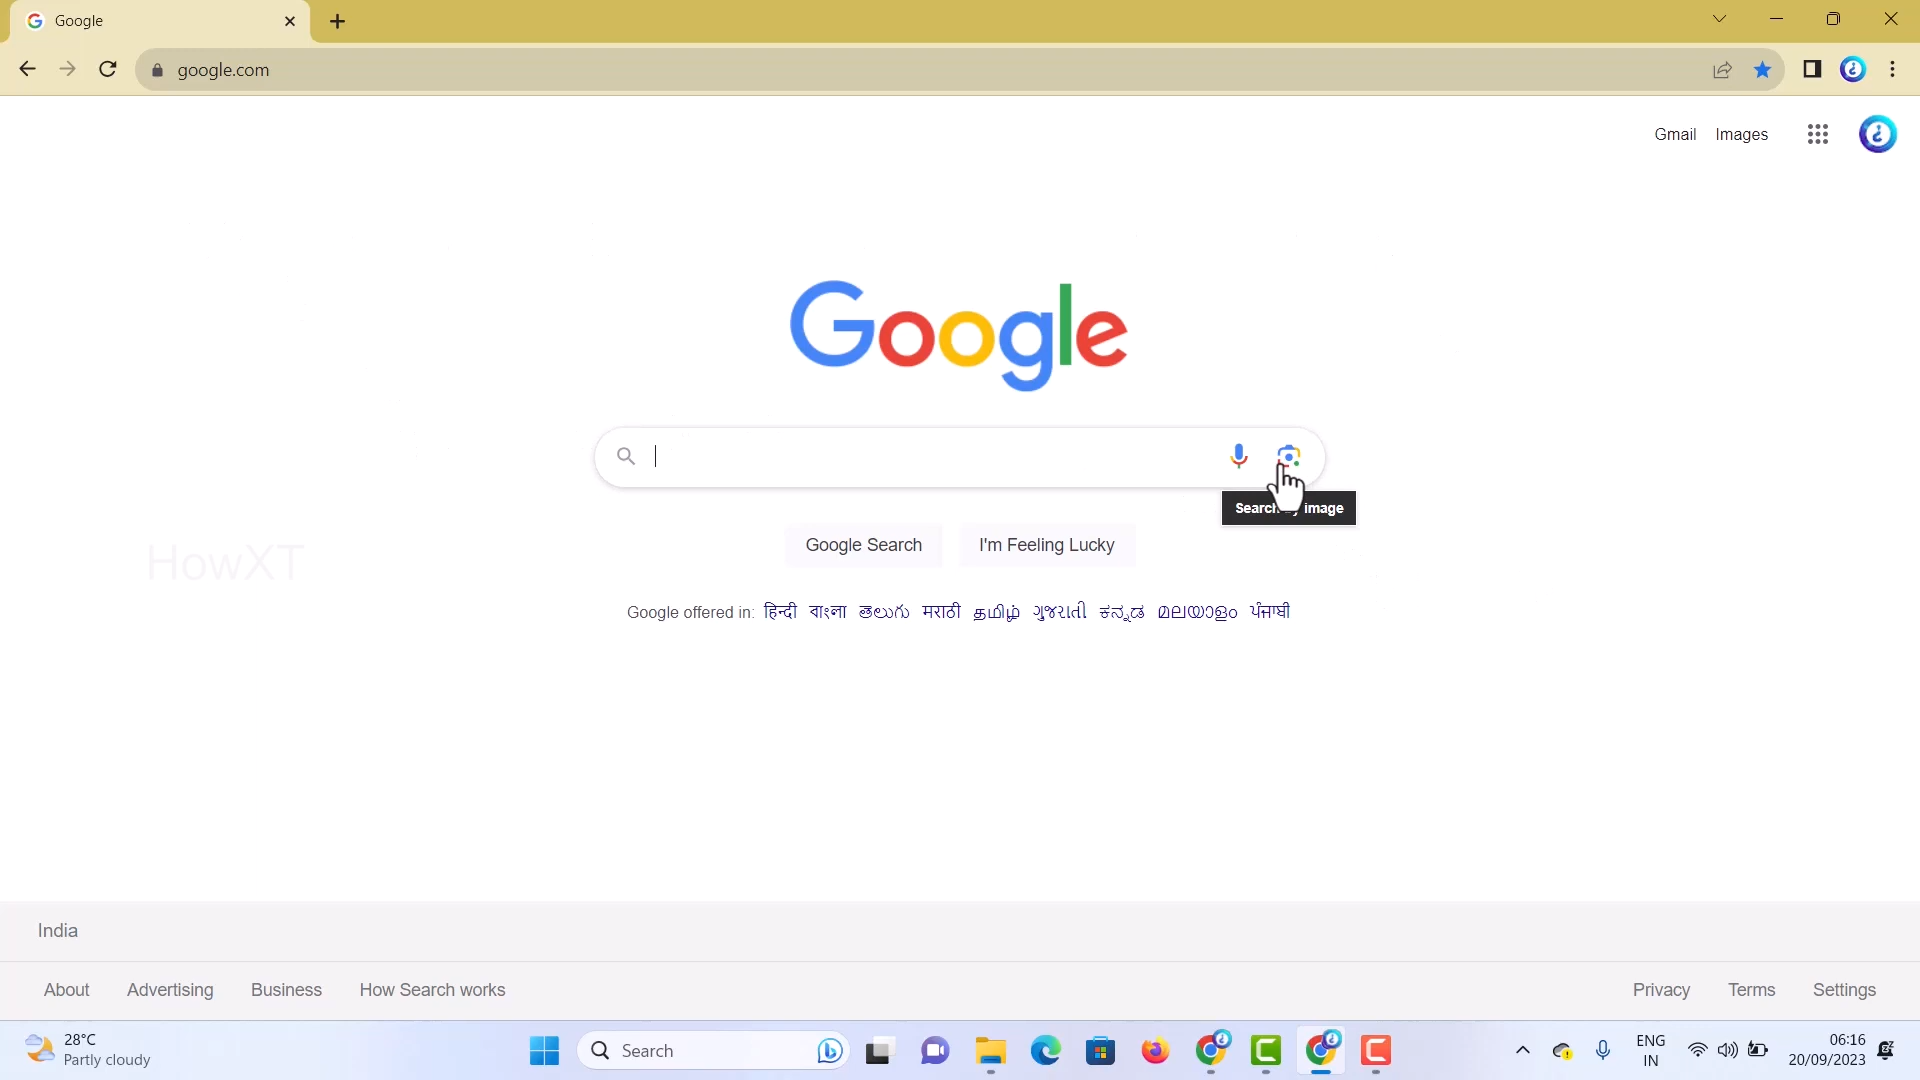 Google
google.com
Gmail Images
Google
Search by image
Google Search I'm Feeling Lucky
HowXT
Google offered in: हिन्दी বাংলা తెలుగు मराठी தமிழ் ગુજરાતી ಕನ್ನಡ മലയാളം ਪੰਜਾਬੀ
India
About Advertising Business How Search works Privacy Terms Settings
28°C
Partly cloudy
Search
ENG
IN
06:16
20/09/2023